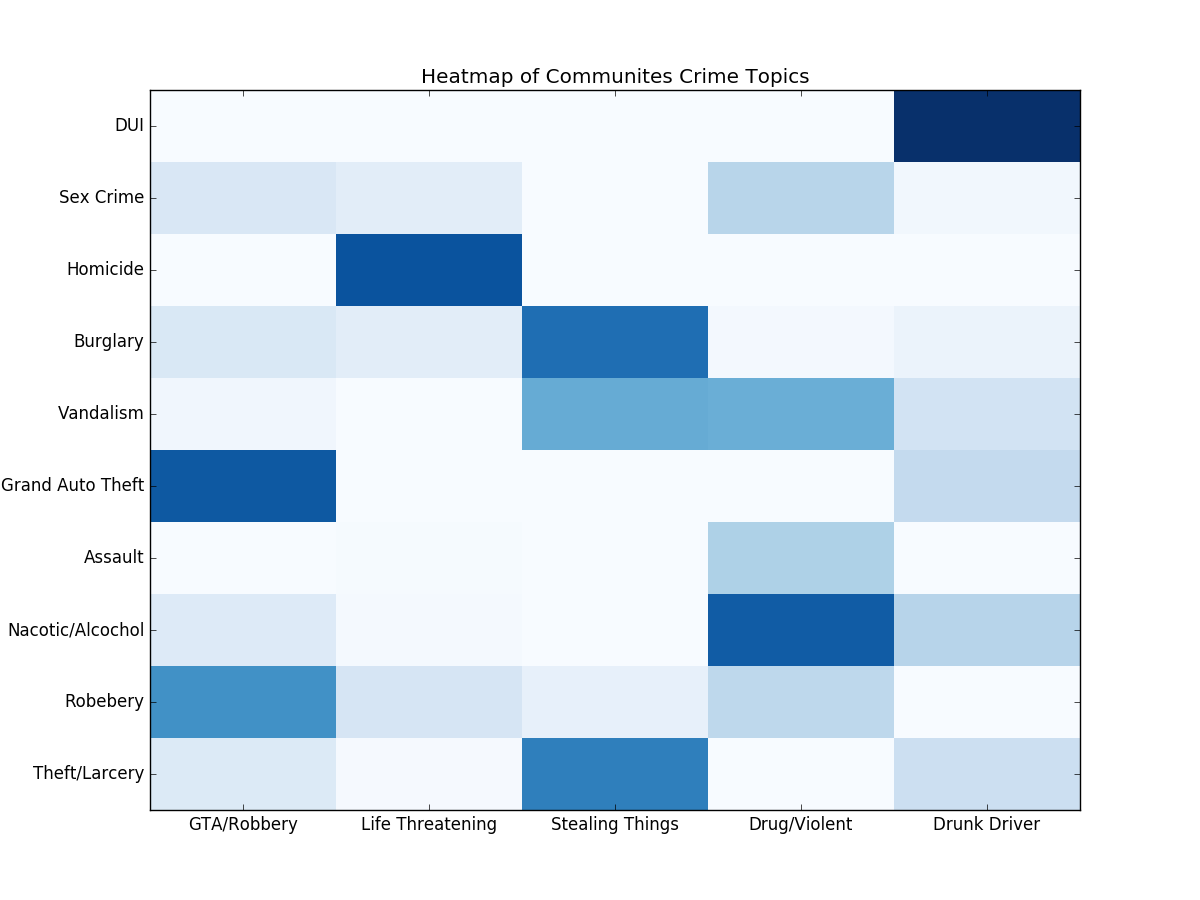 Heatmap of Communites Crime Topics
DUI
Sex Crime
Homicide
Burglary
Vandalism
Grand Auto Theft
Assault
Nacotic/Alcochol
Robebery
Theft/Larcery
GTA/Robbery
Life Threatening
Stealing Things
Drug/Violent
Drunk Driver